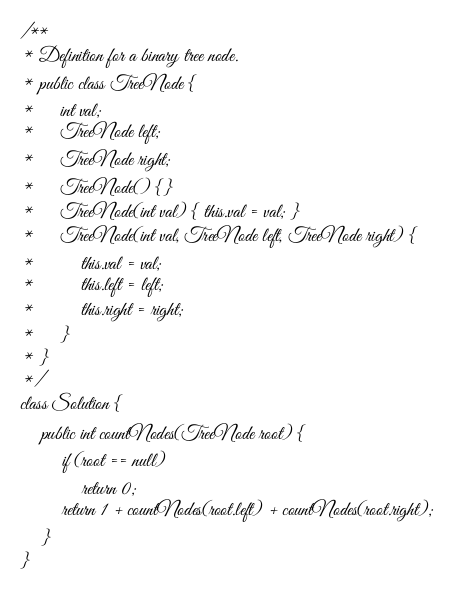 /**
 * Definition for a binary tree node.
 * public class TreeNode {
 *     int val;
 *     TreeNode left;
 *     TreeNode right;
 *     TreeNode() {}
 *     TreeNode(int val) { this.val = val; }
 *     TreeNode(int val, TreeNode left, TreeNode right) {
 *         this.val = val;
 *         this.left = left;
 *         this.right = right;
 *     }
 * }
 */
class Solution {
    public int countNodes(TreeNode root) {
        if (root == null)
            return 0;
        return 1 + countNodes(root.left) + countNodes(root.right);
    }
}